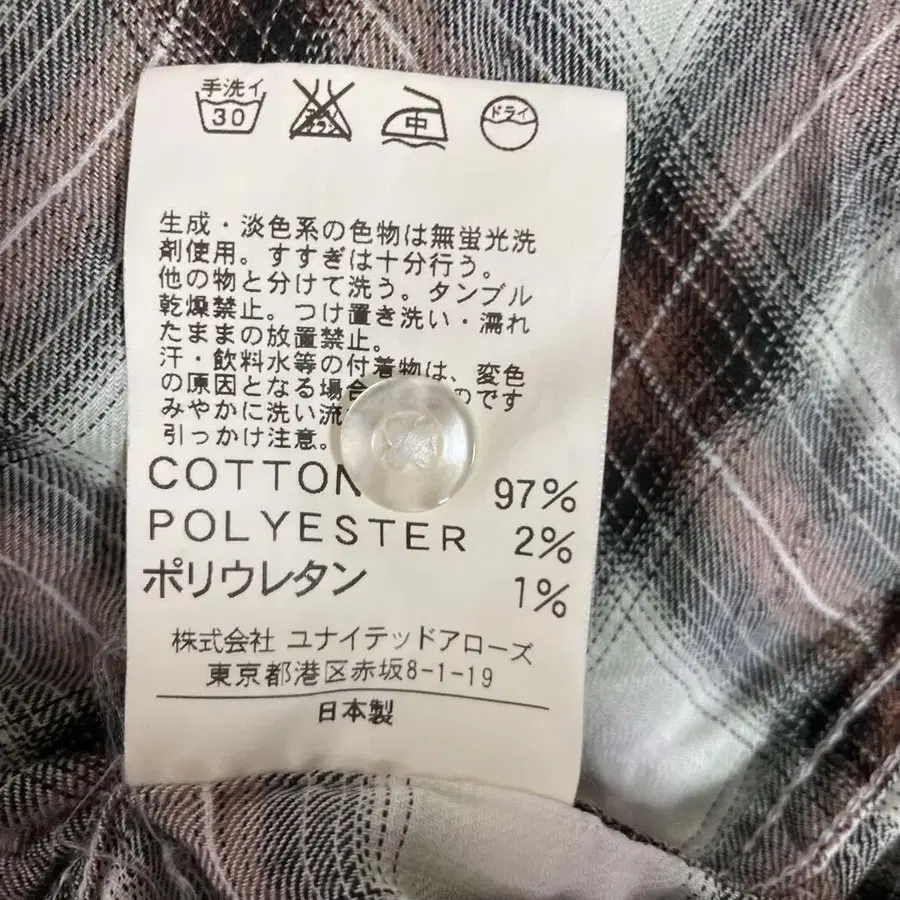 手洗イ
30
中
ドライ
生成・淡色系の色物は無蛍光洗
剤使用。すすぎは十分行う。
他の物と分けて洗う。タンブル
乾燥禁止。つけ置き洗い・濡れ
たままの放置禁止。
汗・飲料水等の付着物は、変色
の原因となる場合 のです
みやかに洗い流
引っかけ注意。
COTTON 97%
POLYESTER 2%
ポリウレタン 1%
株式会社 ユナイテッドアローズ
東京都港区赤坂8-1-19
日本製